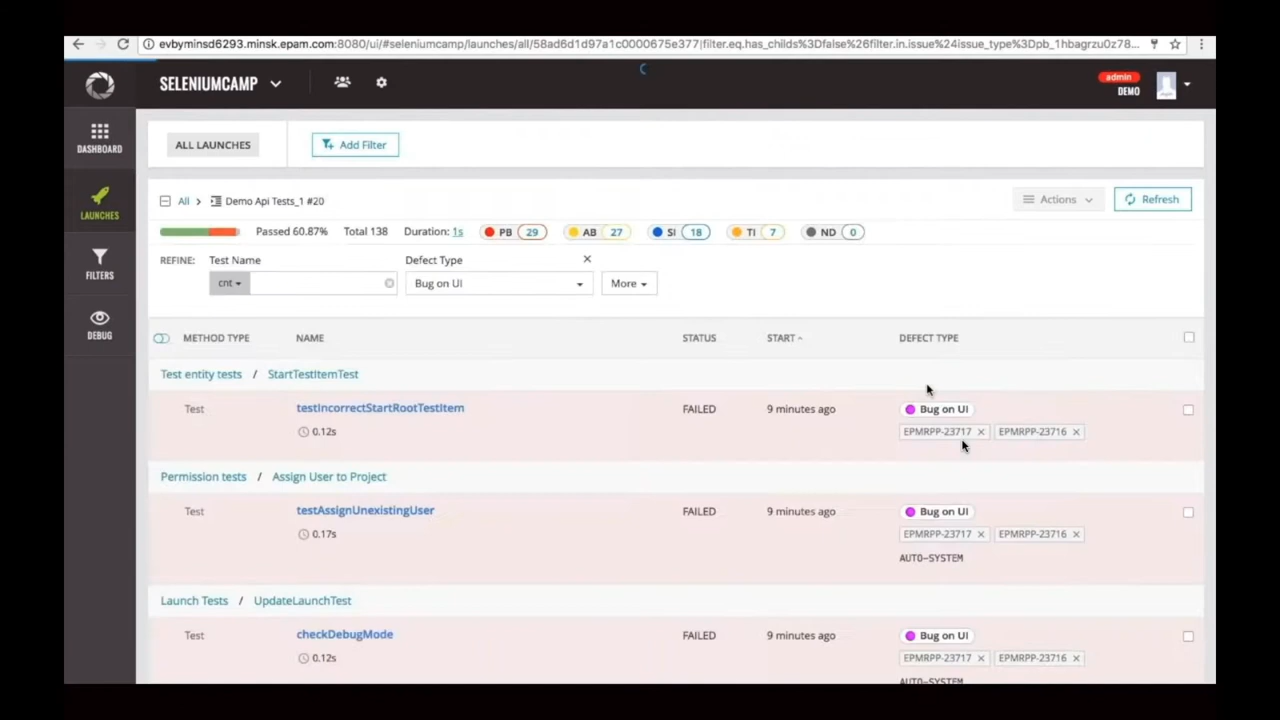 evbyminsd6293.minsk.epam.com:8080/ui/#seleniumcamp/launches/all/58ad6d1d97a1c0000675e377|filter.eq.has_childs%3Dfalse%26filter.in.issue%24issue_type%3Dpb_1hbagrzu0z78...
SELENIUMCAMP
admin
DEMO
DASHBOARD
LAUNCHES
FILTERS
DEBUG
ALL LAUNCHES
Add Filter
All > Demo Api Tests_1 #20
Actions
Refresh
Passed 60.87% Total 138 Duration: 1s PB 29 AB 27 SI 18 TI 7 ND 0
REFINE: Test Name Defect Type ×
cnt Bug on UI More
METHOD TYPE NAME STATUS START DEFECT TYPE
Test entity tests / StartTestItemTest
Test testIncorrectStartRootTestItem FAILED 9 minutes ago Bug on UI
0.12s EPMRPP-23717 × EPMRPP-23716 ×
Permission tests / Assign User to Project
Test testAssignUnexistingUser FAILED 9 minutes ago Bug on UI
0.17s EPMRPP-23717 × EPMRPP-23716 ×
AUTO-SYSTEM
Launch Tests / UpdateLaunchTest
Test checkDebugMode FAILED 9 minutes ago Bug on UI
0.12s EPMRPP-23717 × EPMRPP-23716 ×
AUTO-SYSTEM